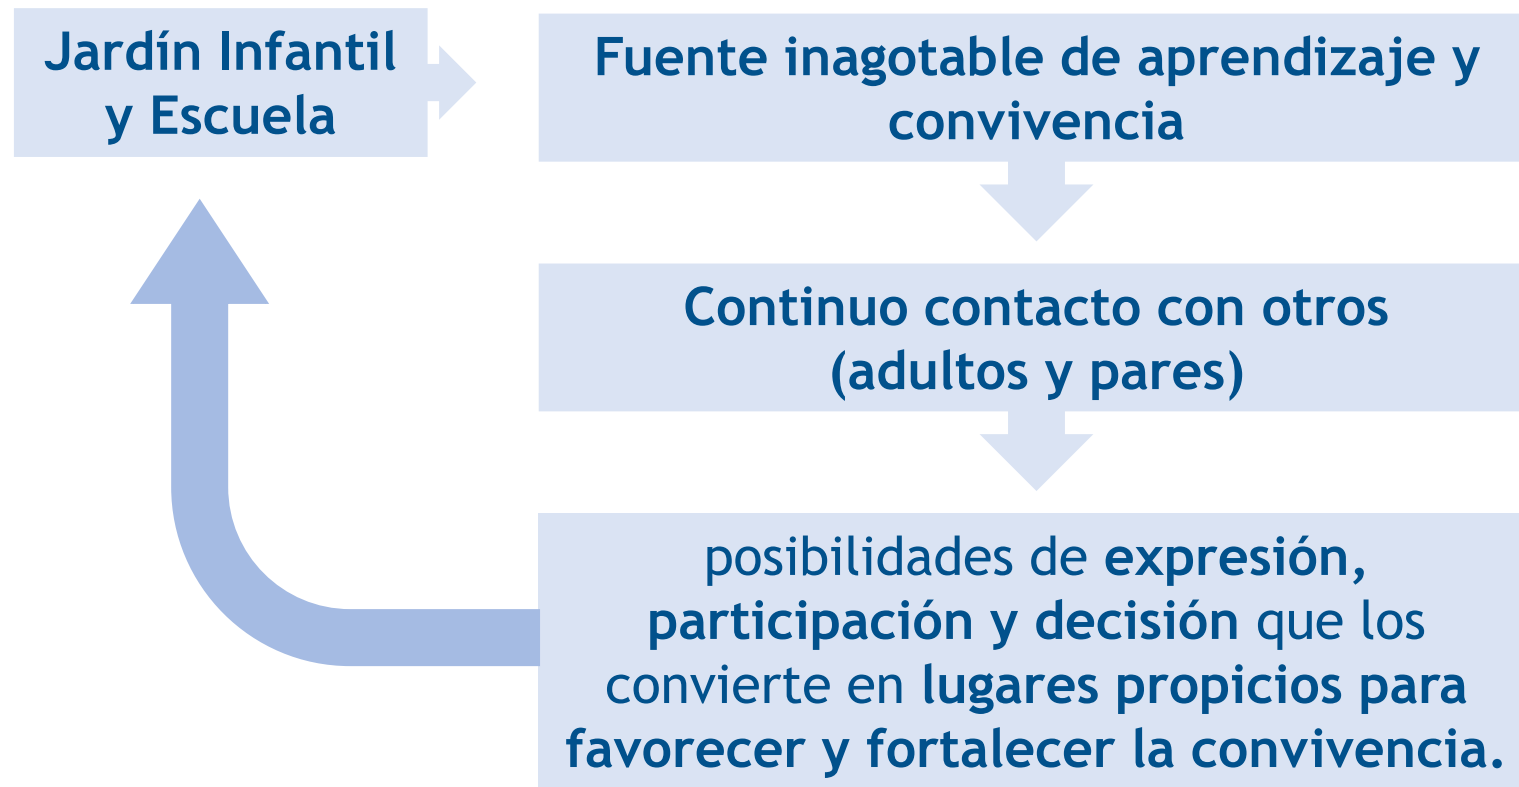 Jardín Infantil
y Escuela
Fuente inagotable de aprendizaje y
convivencia
Continuo contacto con otros
(adultos y pares)
posibilidades de expresión,
participación y decisión que los
convierte en lugares propicios para
favorecer y fortalecer la convivencia.